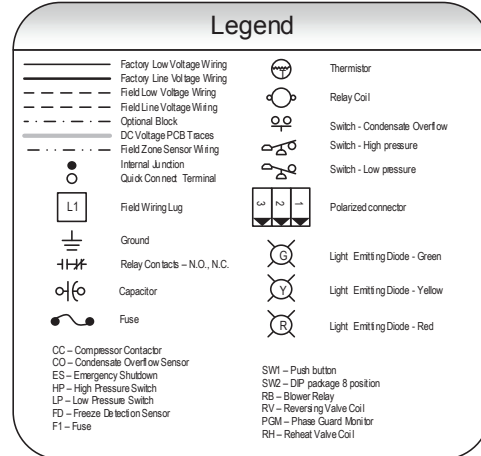 Legend
Factory Low Voltage Wiring
Factory Line Voltage Wiring
Field Low Voltage Wiring
Field Line Voltage Wiring
Optional Block
DC Voltage PCB Traces
Field Zone Sensor Wiring
Internal Junction
Quick Connect Terminal
L1 Field Wiring Lug
Ground
Relay Contacts – N.O., N.C.
Capacitor
Fuse
Thermistor
Relay Coil
Switch - Condensate Overflow
Switch - High pressure
Switch - Low pressure
3 2 1 Polarized connector
G Light Emitting Diode - Green
Y Light Emitting Diode - Yellow
R Light Emitting Diode - Red
CC – Compressor Contactor
CO – Condensate Overflow Sensor
ES – Emergency Shutdown
HP – High Pressure Switch
LP – Low Pressure Switch
FD – Freeze Detection Sensor
F1 – Fuse
SW1 – Push button
SW2 – DIP package 8 position
RB – Blower Relay
RV – Reversing Valve Coil
PGM – Phase Guard Monitor
RH – Reheat Valve Coil